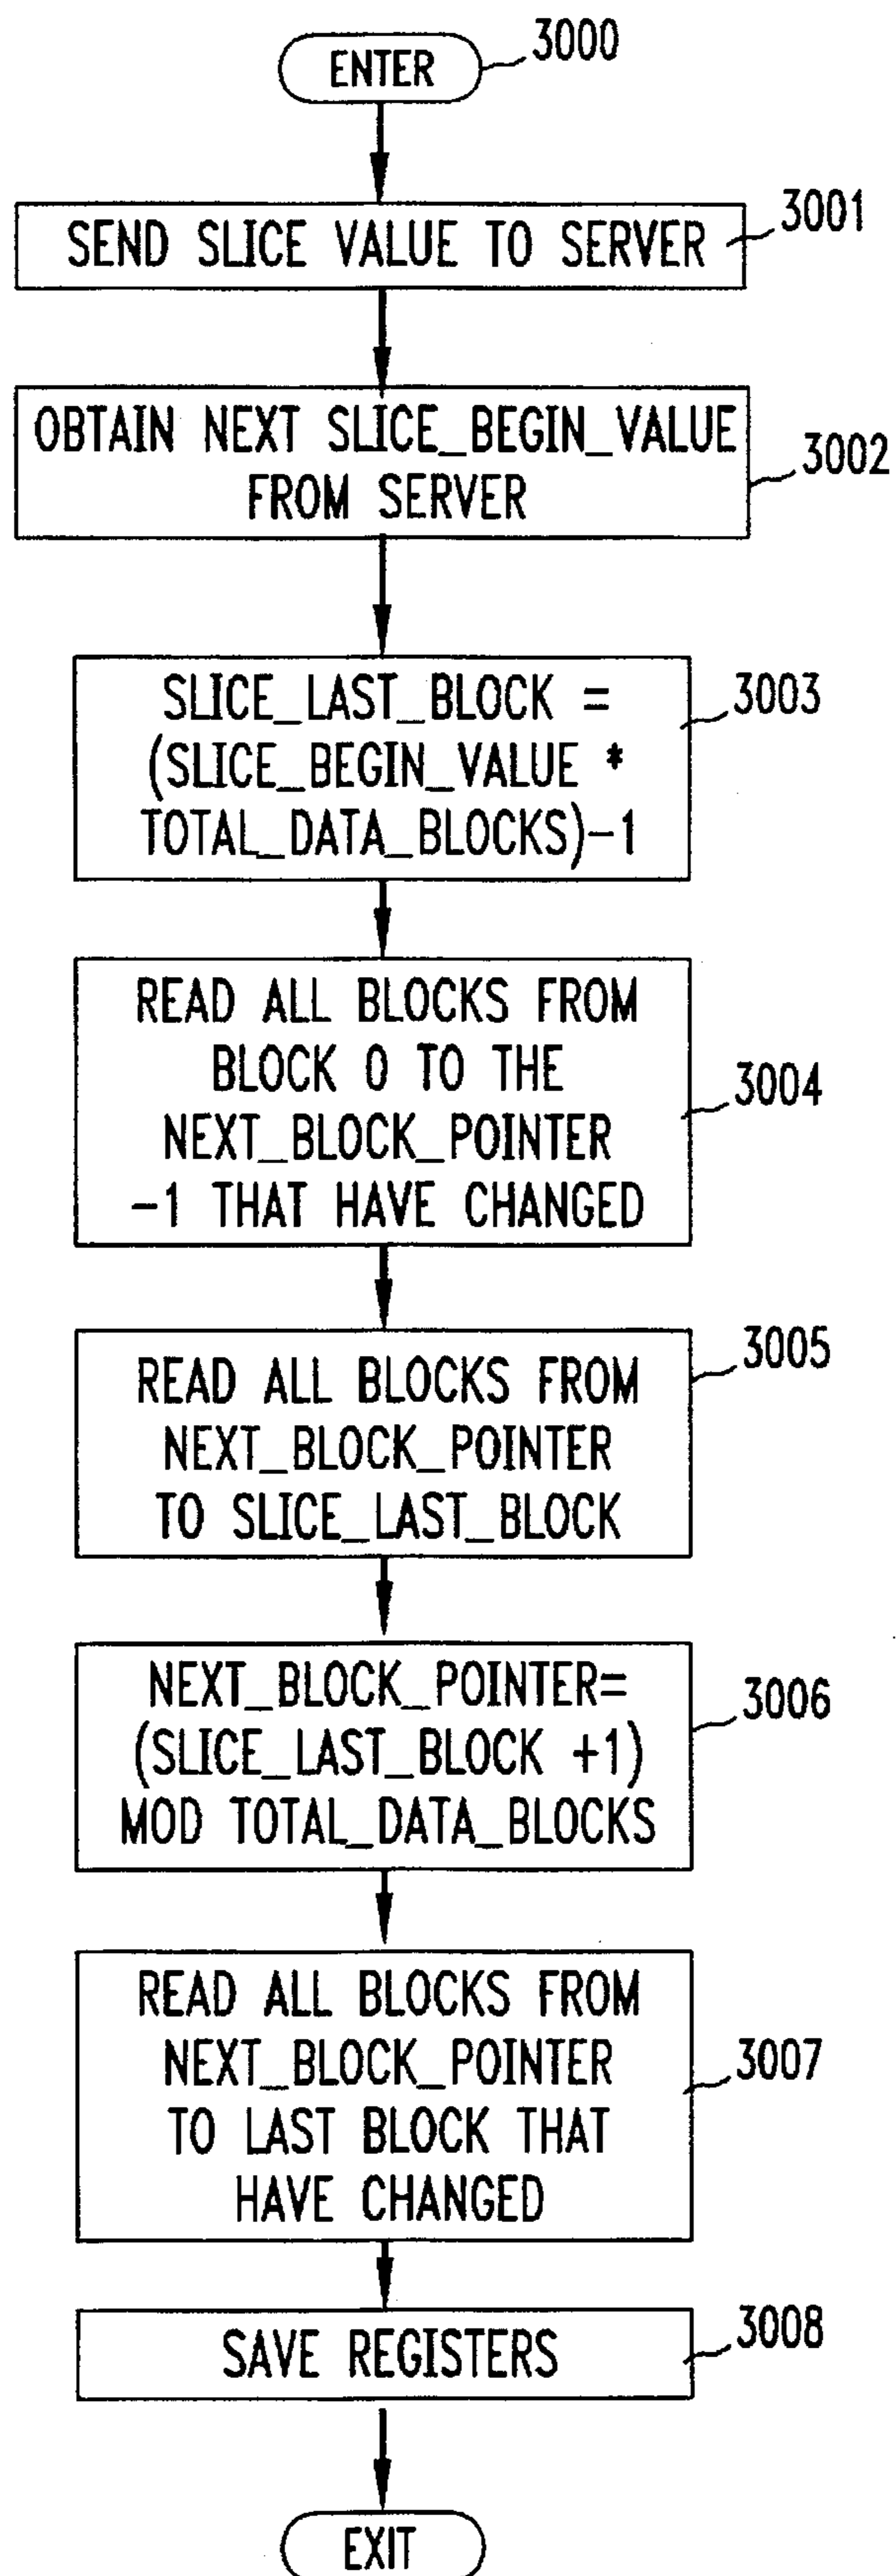 ENTER
3000
SEND SLICE VALUE TO SERVER
3001
OBTAIN NEXT SLICE_BEGIN_VALUE
FROM SERVER
3002
SLICE_LAST_BLOCK =
(SLICE_BEGIN_VALUE *
TOTAL_DATA_BLOCKS)-1
3003
READ ALL BLOCKS FROM
BLOCK 0 TO THE
NEXT_BLOCK_POINTER
-1 THAT HAVE CHANGED
3004
READ ALL BLOCKS FROM
NEXT_BLOCK_POINTER
TO SLICE_LAST_BLOCK
3005
NEXT_BLOCK_POINTER=
(SLICE_LAST_BLOCK +1)
MOD TOTAL_DATA_BLOCKS
3006
READ ALL BLOCKS FROM
NEXT_BLOCK_POINTER
TO LAST BLOCK THAT
HAVE CHANGED
3007
SAVE REGISTERS
3008
EXIT